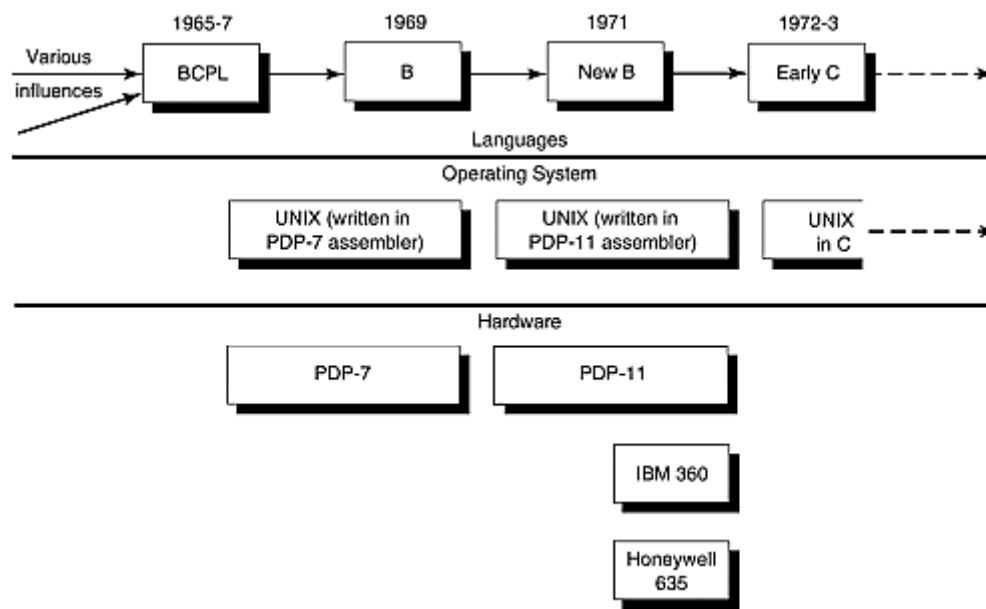 1965-7
1969
1971
1972-3
Various
influences
BCPL
B
New B
Early C
Languages
Operating System
UNIX (written in
PDP-7 assembler)
UNIX (written in
PDP-11 assembler)
UNIX
in C
Hardware
PDP-7
PDP-11
IBM 360
Honeywell
635